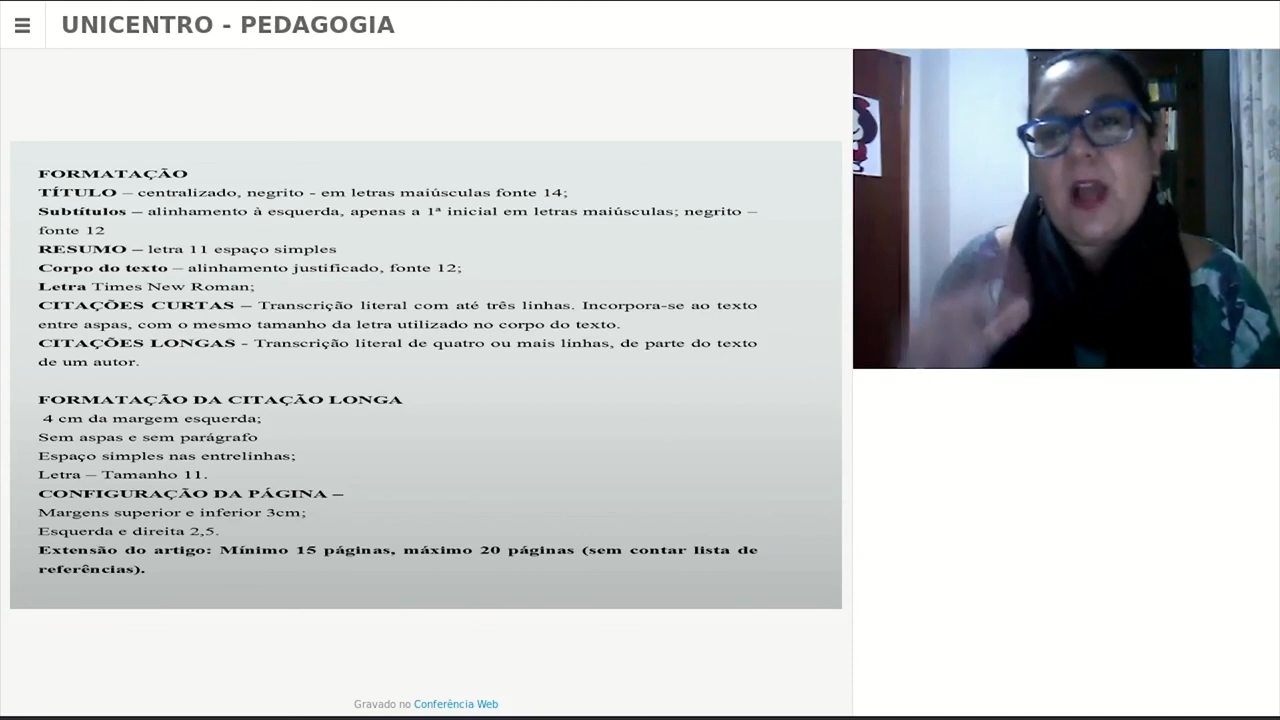 UNICENTRO - PEDAGOGIA
FORMATAÇÃO
TÍTULO – centralizado, negrito - em letras maiúsculas fonte 14;
Subtítulos – alinhamento à esquerda, apenas a 1ª inicial em letras maiúsculas; negrito –
fonte 12
RESUMO – letra 11 espaço simples
Corpo do texto – alinhamento justificado, fonte 12;
Letra Times New Roman;
CITAÇÕES CURTAS – Transcrição literal com até três linhas. Incorpora-se ao texto
entre aspas, com o mesmo tamanho da letra utilizado no corpo do texto.
CITAÇÕES LONGAS - Transcrição literal de quatro ou mais linhas, de parte do texto
de um autor.
FORMATAÇÃO DA CITAÇÃO LONGA
4 cm da margem esquerda;
Sem aspas e sem parágrafo
Espaço simples nas entrelinhas;
Letra – Tamanho 11.
CONFIGURAÇÃO DA PÁGINA –
Margens superior e inferior 3cm;
Esquerda e direita 2,5.
Extensão do artigo: Mínimo 15 páginas, máximo 20 páginas (sem contar lista de
referências).
Gravado no Conferência Web